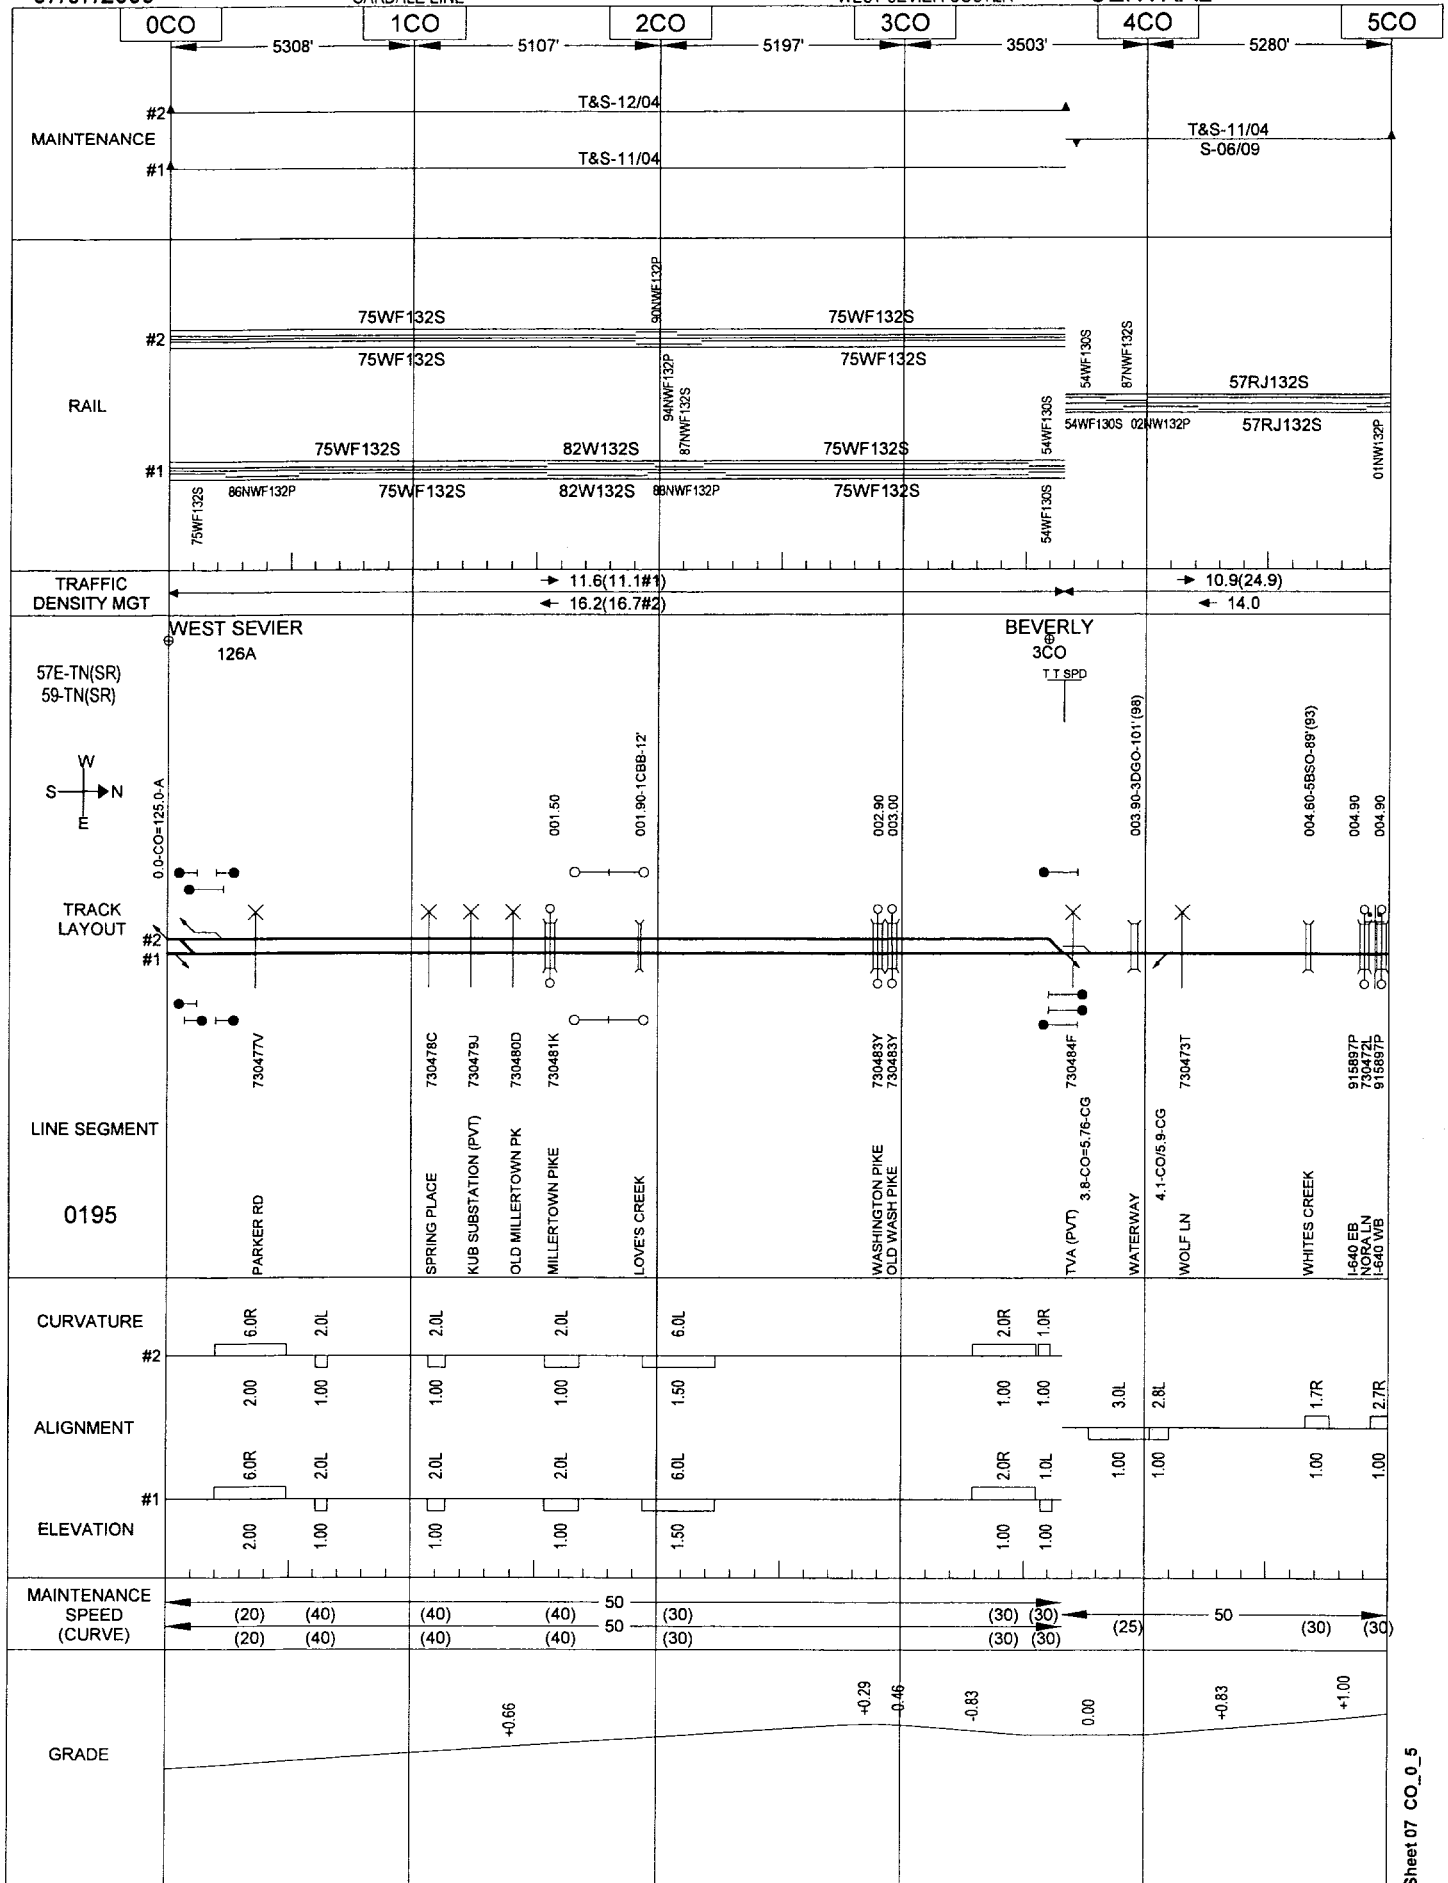 0CO 1CO 2CO 3CO 4CO 5CO
5308' 5107' 5197' 3503' 5280'
MAINTENANCE
#2 T&S-12/04
#1 T&S-11/04
T&S-11/04
S-06/09
RAIL
90NWF132P
75WF132S 75WF132S
#2
75WF132S 75WF132S
94NWF132P
87NWF132S
54WF130S
87NWF132S
57RJ132S
54WF130S
54WF130S 02NW132P 57RJ132S
01NW132P
75WF132S 82W132S 75WF132S
#1
75WF132S
86NWF132P 75WF132S 82W132S 88NWF132P 75WF132S
54WF130S
TRAFFIC
DENSITY MGT
11.6(11.1#1)
16.2(16.7#2)
10.9(24.9)
14.0
WEST SEVIER
126A
BEVERLY
3CO
T T SPD
57E-TN(SR)
59-TN(SR)
W
S N
E
0.0-CO=125.0-A
001.50
001.90-1CBB-12'
002.90
003.00
003.90-3DGO-101'(98)
004.60-5BSO-89'(93)
004.90
004.90
TRACK
LAYOUT
#2
#1
730477V
730478C
730479J
730480D
730481K
730483Y
730483Y
730484F
730473T
915897P
730472L
915897P
LINE SEGMENT
0195
PARKER RD
SPRING PLACE
KUB SUBSTATION (PVT)
OLD MILLERTOWN PK
MILLERTOWN PIKE
LOVE'S CREEK
WASHINGTON PIKE
OLD WASH PIKE
TVA (PVT)
3.8-CO=5.76-CG
WATERWAY
4.1-CO/5.9-CG
WOLF LN
WHITES CREEK
I-640 EB
NORA LN
I-640 WB
CURVATURE
6.0R 2.0L 2.0L 2.0L 6.0L 2.0R 1.0R
#2
2.00 1.00 1.00 1.00 1.50 1.00 1.00
3.0L 2.8L 1.7R 2.7R
ALIGNMENT
1.00 1.00 1.00 1.00
6.0R 2.0L 2.0L 2.0L 6.0L 2.0R 1.0L
#1
ELEVATION
2.00 1.00 1.00 1.00 1.50 1.00 1.00
MAINTENANCE
SPEED
(CURVE)
50
(20) (40) (40) (40) (30) (30) (30)
50
(20) (40) (40) (40) (30) (30) (30)
50
(25) (30) (30)
GRADE
+0.66 +0.29 -0.83 0.00 +0.83 +1.00
Sheet 07 CO_0_5